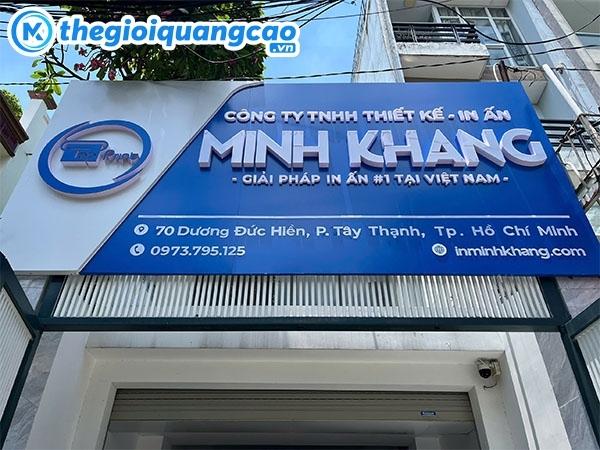 thegioiquangcao
.vn
CÔNG TY TNHH THIẾT KẾ - IN ẤN
MINH KHANG
- GIẢI PHÁP IN ẤN #1 TẠI VIỆT NAM -
70 Dương Đức Hiền, P. Tây Thạnh, Tp. Hồ Chí Minh
0973.795.125
inminhkhang.com